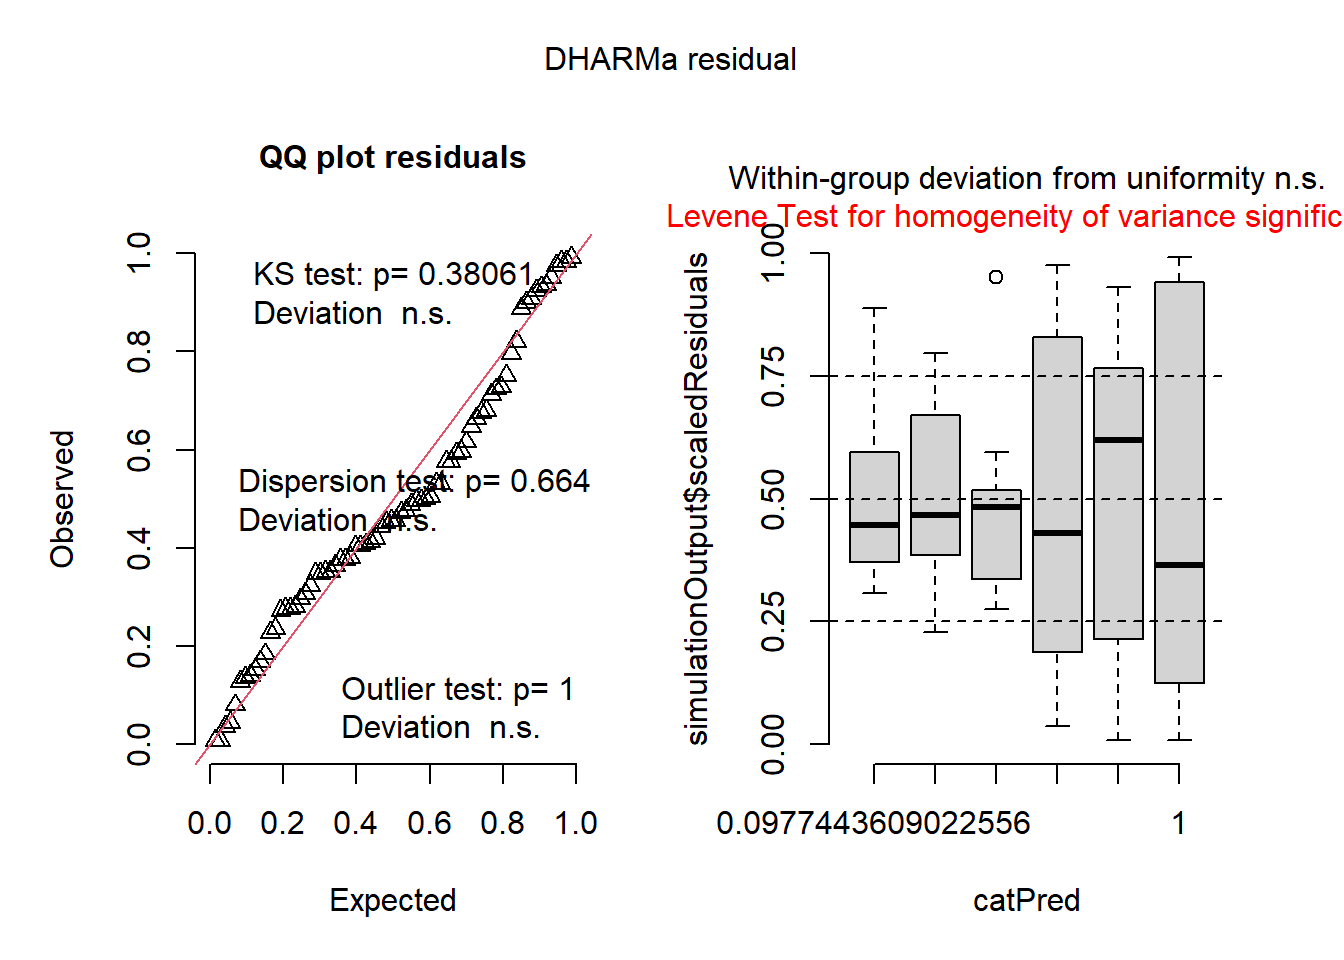 DHARMa residual
QQ plot residuals
KS test: p= 0.38061
Deviation  n.s.
Dispersion test: p= 0.664
Deviation  n.s.
Outlier test: p= 1
Deviation  n.s.
Observed
0.0 0.2 0.4 0.6 0.8 1.0
0.0 0.2 0.4 0.6 0.8 1.0
Expected
Within-group deviation from uniformity n.s.
Levene Test for homogeneity of variance signific
simulationOutput$scaledResiduals
0.00 0.25 0.50 0.75 1.00
0.0977443609022556 1
catPred